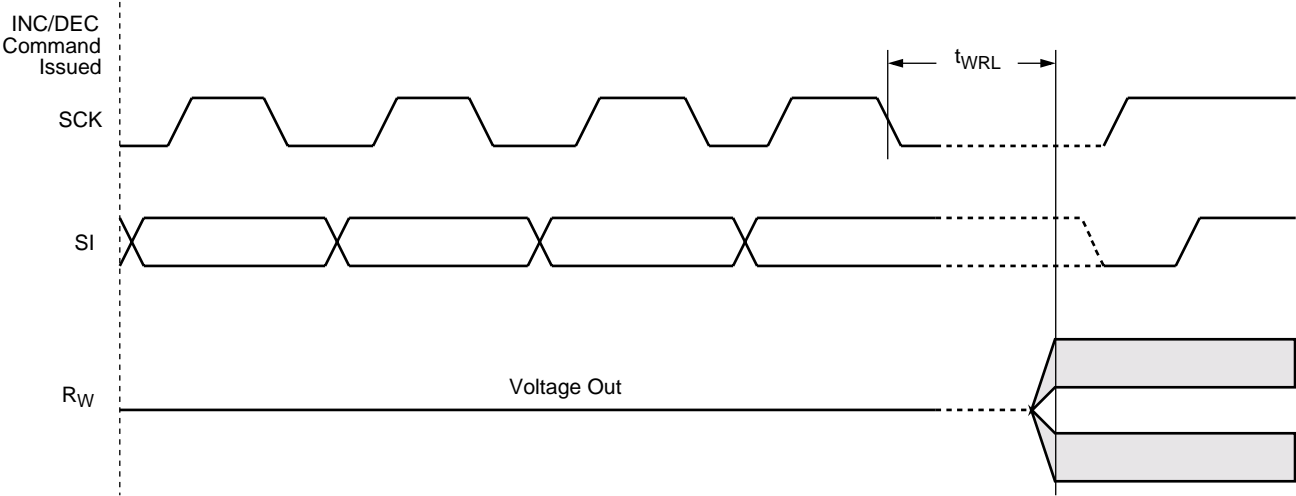 INC/DEC
Command
Issued
tWRL
SCK
SI
RW
Voltage Out